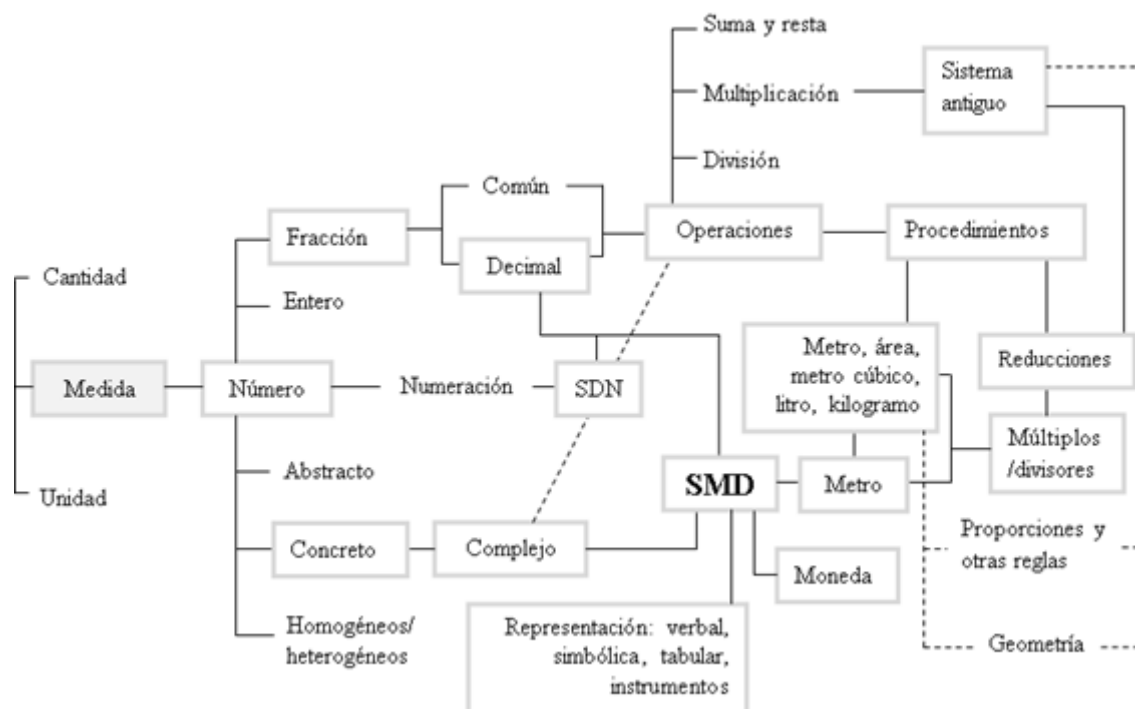 Suma y resta
Multiplicación
División
Sistema
antiguo
Común
Fracción
Decimal
Operaciones
Procedimientos
Cantidad
Entero
Medida
Número
Numeración
SDN
Metro, área,
metro cúbico,
litro, kilogramo
Reducciones
Múltiplos
/divisores
Abstracto
Unidad
SMD
Metro
Concreto
Complejo
Moneda
Proporciones y
otras reglas
Homogéneos/
heterogéneos
Representación: verbal,
simbólica, tabular,
instrumentos
Geometría